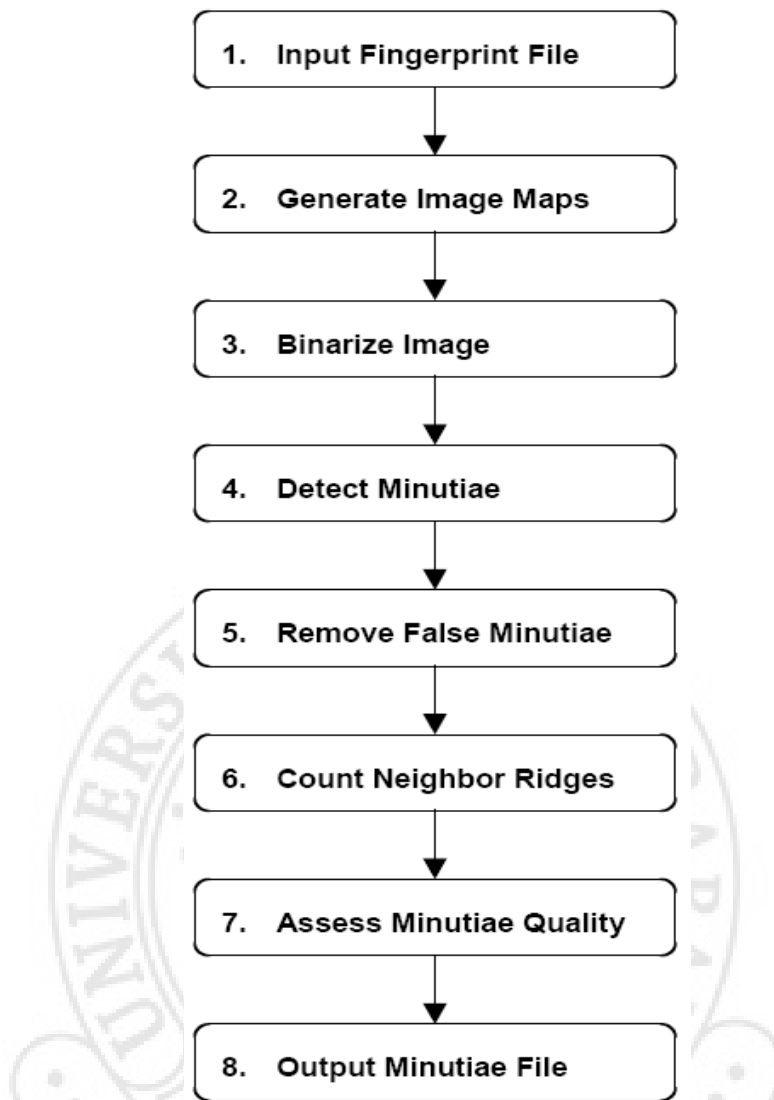 1. Input Fingerprint File
2. Generate Image Maps
3. Binarize Image
4. Detect Minutiae
5. Remove False Minutiae
6. Count Neighbor Ridges
7. Assess Minutiae Quality
8. Output Minutiae File